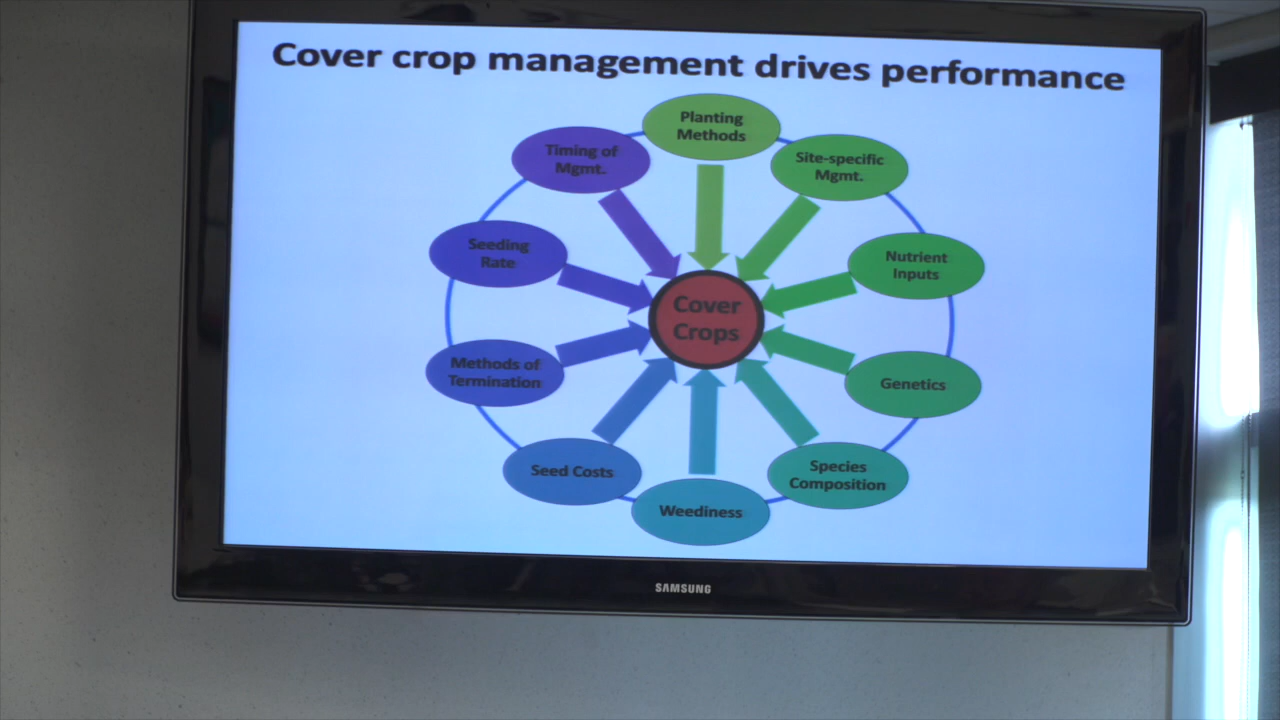 Cover crop management drives performance
Planting
Methods
Timing of
Mgmt.
Site-specific
Mgmt.
Seeding
Rate
Nutrient
Inputs
Cover
Crops
Methods of
Termination
Genetics
Seed Costs
Species
Composition
Weediness
SAMSUNG